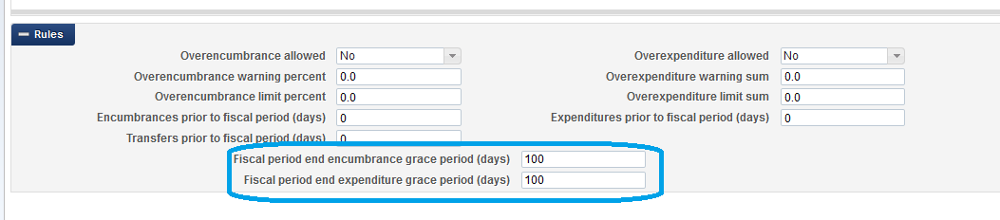 Rules
Overencumbrance allowed No Overexpenditure allowed No
Overencumbrance warning percent 0.0 Overexpenditure warning sum 0.0
Overencumbrance limit percent 0.0 Overexpenditure limit sum 0.0
Encumbrances prior to fiscal period (days) 0 Expenditures prior to fiscal period (days) 0
Transfers prior to fiscal period (days) 0
Fiscal period end encumbrance grace period (days) 100
Fiscal period end expenditure grace period (days) 100